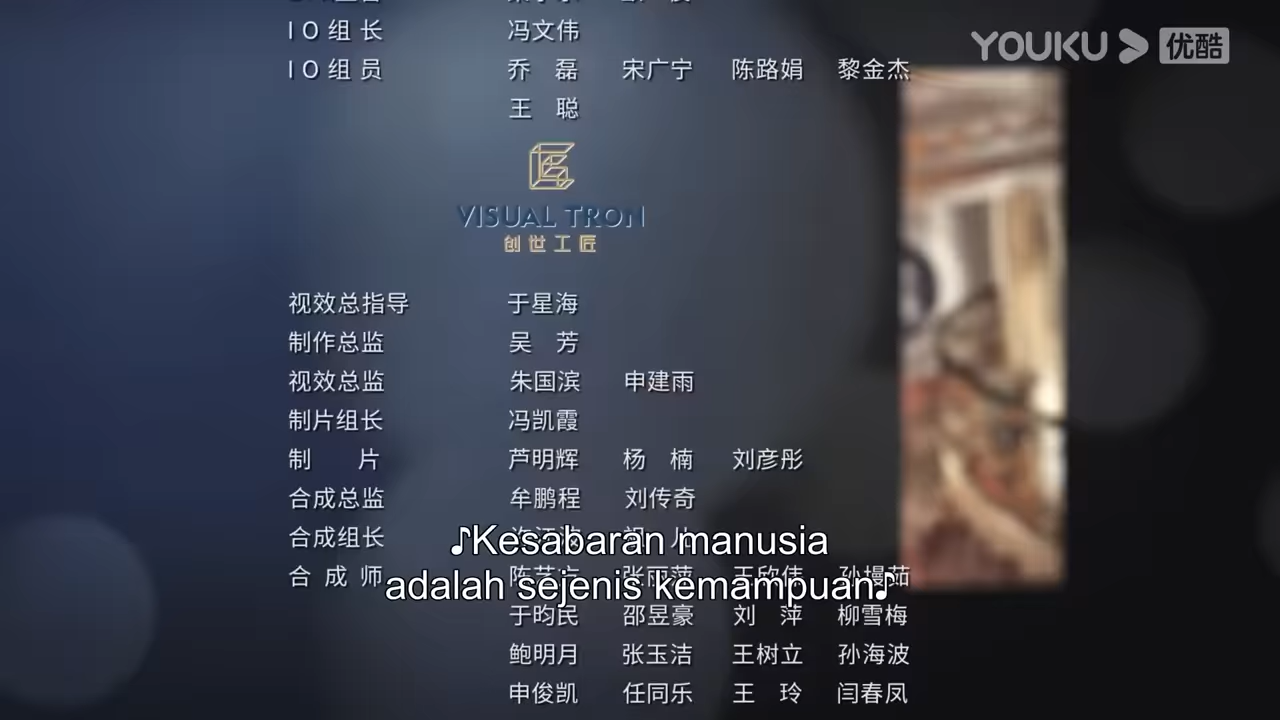 IO组长 冯文伟
YOUKU 优酷
IO组员 乔磊 宋广宁 陈路娟 黎金杰
王聪
VISUAL TRON
创世工匠
视效总指导 于星海
制作总监 吴芳
视效总监 朱国滨 申建雨
制片组长 冯凯霞
制片 芦明辉 杨楠 刘彦彤
合成总监 牟鹏程 刘传奇
合成组长
♪Kesabaran manusia
合成师 张丽萍 王欣伟
adalah sejenis kemampuan♪
于昀民 邵昱豪 刘萍 柳雪梅
鲍明月 张玉洁 王树立 孙海波
申俊凯 任同乐 王玲 闫春凤